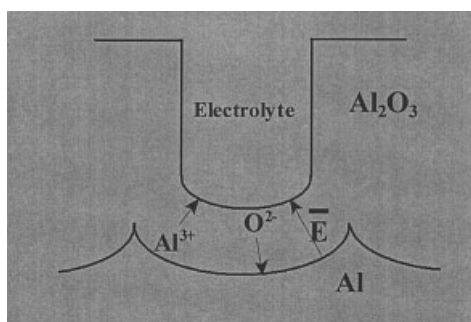 Electrolyte
Al₂O₃
Al³⁺
O²⁻
E̅
Al